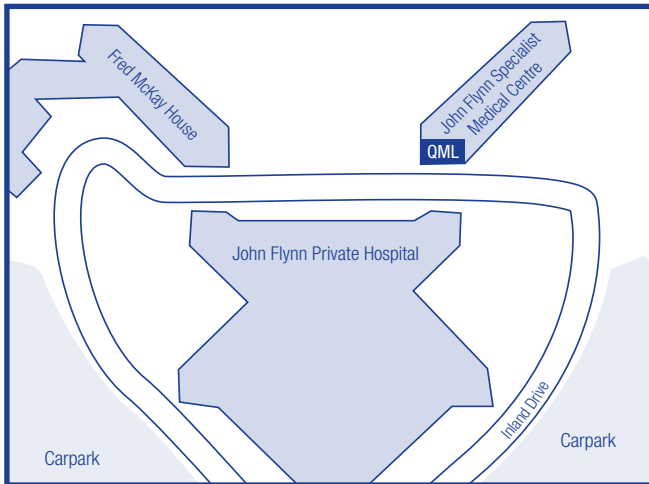 Fred McKay House
John Flynn Specialist
Medical Centre
QML
John Flynn Private Hospital
Inland Drive
Carpark
Carpark